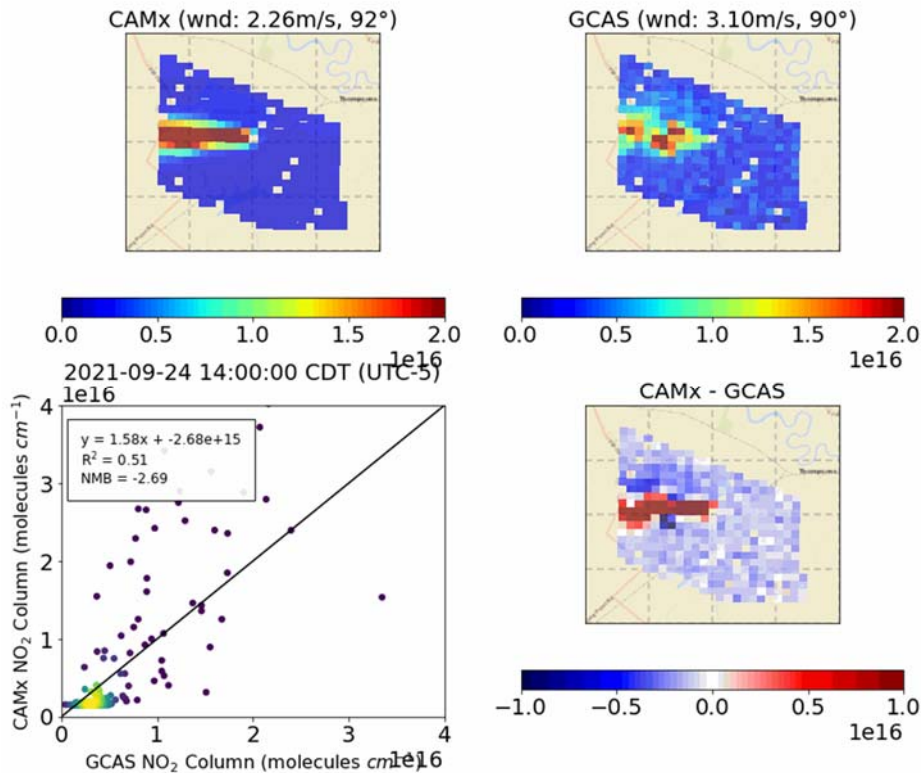 CAMx (wnd: 2.26m/s, 92°)
GCAS (wnd: 3.10m/s, 90°)
0.0 0.5 1.0 1.5 2.0
1e16
0.0 0.5 1.0 1.5 2.0
1e16
2021-09-24 14:00:00 CDT (UTC-5)
1e16
y = 1.58x + -2.68e+15
R² = 0.51
NMB = -2.69
4
3
2
1
0
CAMx NO₂ Column (molecules cm⁻¹)
0 1 2 3 4
1e16
GCAS NO₂ Column (molecules cm⁻¹)
CAMx - GCAS
−1.0 −0.5 0.0 0.5 1.0
1e16